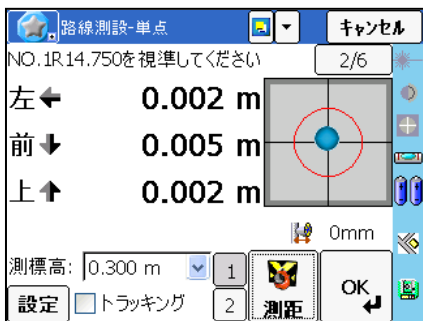 路線測設-単点
キャンセル
NO.1R14.750を視準してください
2/6
左← 0.002 m
前↓ 0.005 m
上↑ 0.002 m
0mm
測標高: 0.300 m
1
設定
トラッキング
2
測距
OK